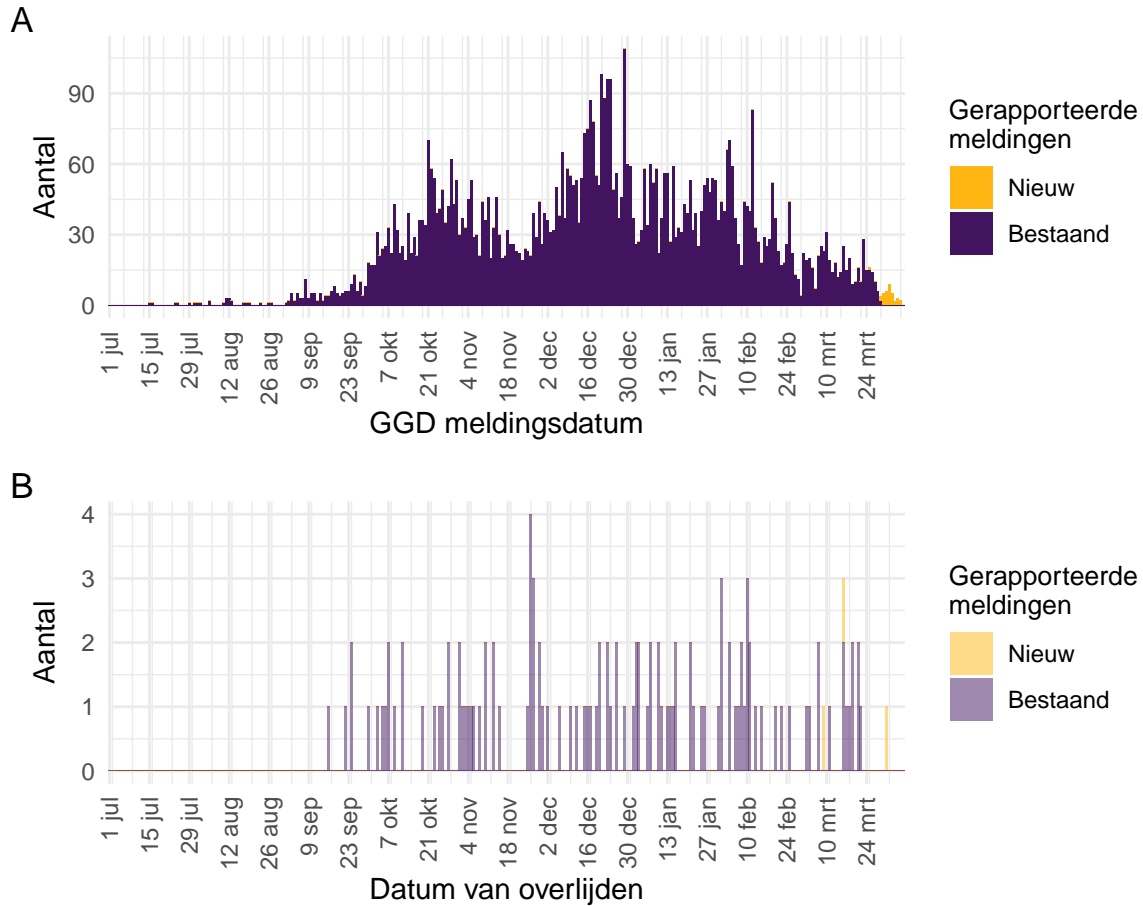 A
Aantal
90
60
30
0
1 jul
15 jul
29 jul
12 aug
26 aug
9 sep
23 sep
7 okt
21 okt
4 nov
18 nov
2 dec
16 dec
30 dec
13 jan
27 jan
10 feb
24 feb
10 mrt
24 mrt
GGD meldingsdatum
Gerapporteerde
meldingen
Nieuw
Bestaand
B
Aantal
4
3
2
1
0
1 jul
15 jul
29 jul
12 aug
26 aug
9 sep
23 sep
7 okt
21 okt
4 nov
18 nov
2 dec
16 dec
30 dec
13 jan
27 jan
10 feb
24 feb
10 mrt
24 mrt
Datum van overlijden
Gerapporteerde
meldingen
Nieuw
Bestaand